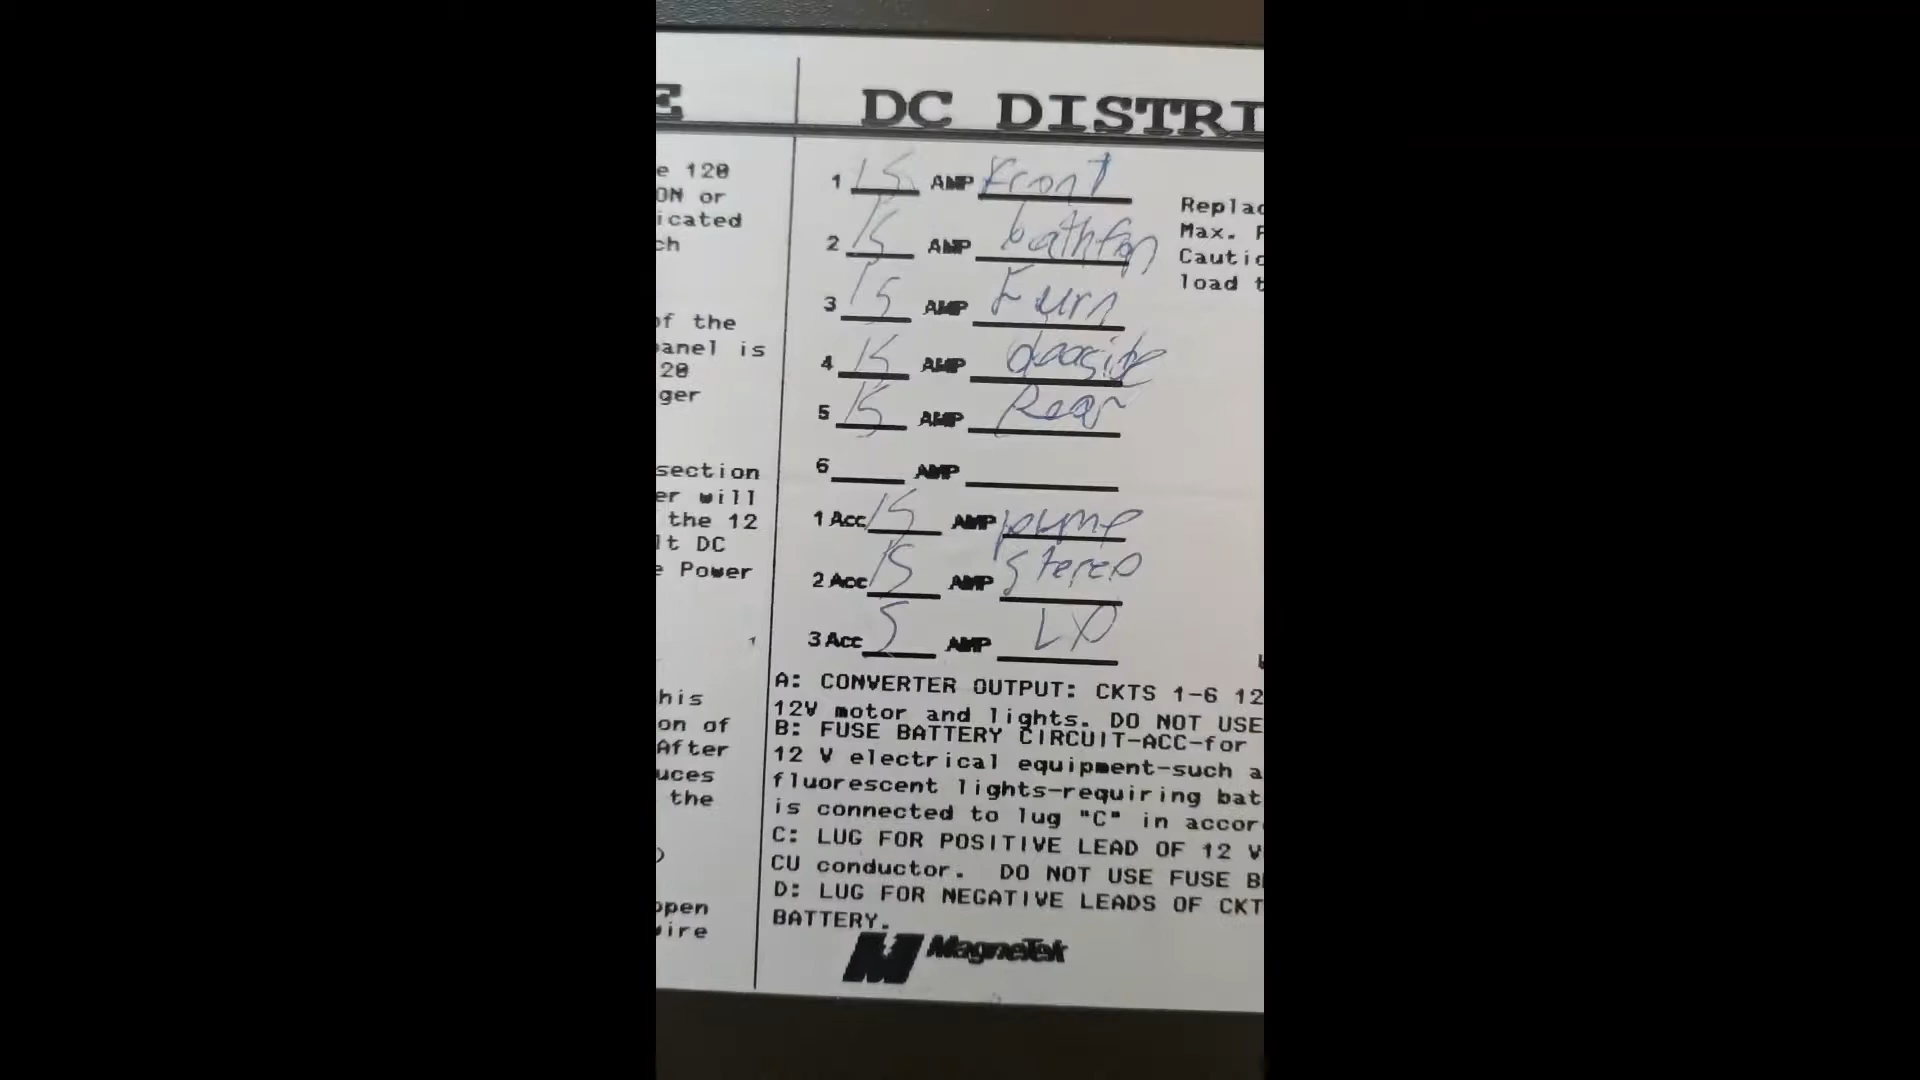 E
DC DISTRI
e 120
ON or
icated
ch
of the
panel is
20
ger
section
er will
the 12
lt DC
e Power
his
on of
After
uces
the
open
wire
1 15 AMP Front
2 15 AMP bathfan
3 15 AMP Furn
4 15 AMP doorside
5 15 AMP Rear
6 AMP
1 Acc 15 AMP pump
2 Acc 15 AMP stereo
3 Acc 5 AMP LP
Replac
Max.
Cautic
load t
A: CONVERTER OUTPUT: CKTS 1-6 12
12V motor and lights. DO NOT USE
B: FUSE BATTERY CIRCUIT-ACC-for
12 V electrical equipment-such a
fluorescent lights-requiring bat
is connected to lug "C" in accor
C: LUG FOR POSITIVE LEAD OF 12 V
CU conductor. DO NOT USE FUSE B
D: LUG FOR NEGATIVE LEADS OF CKT
BATTERY.
MagneTek